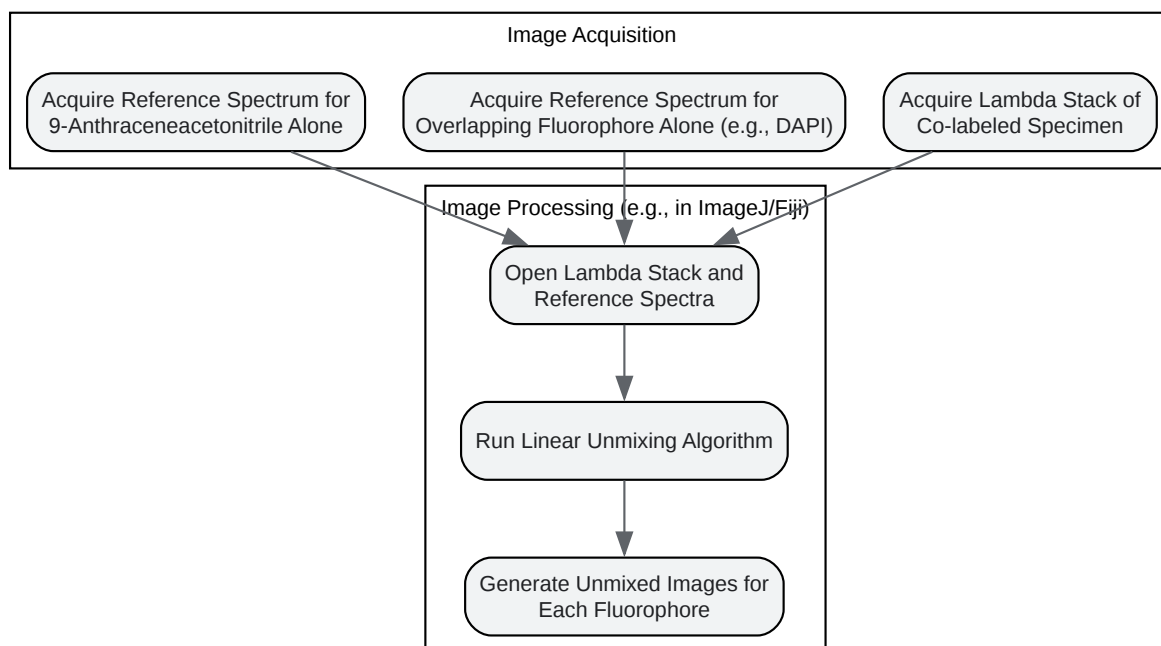 Image Acquisition
Acquire Reference Spectrum for
9-Anthraceneacetonitrile Alone
Acquire Reference Spectrum for
Overlapping Fluorophore Alone (e.g., DAPI)
Acquire Lambda Stack of
Co-labeled Specimen
Image Processing (e.g., in ImageJ/Fiji)
Open Lambda Stack and
Reference Spectra
Run Linear Unmixing Algorithm
Generate Unmixed Images for
Each Fluorophore